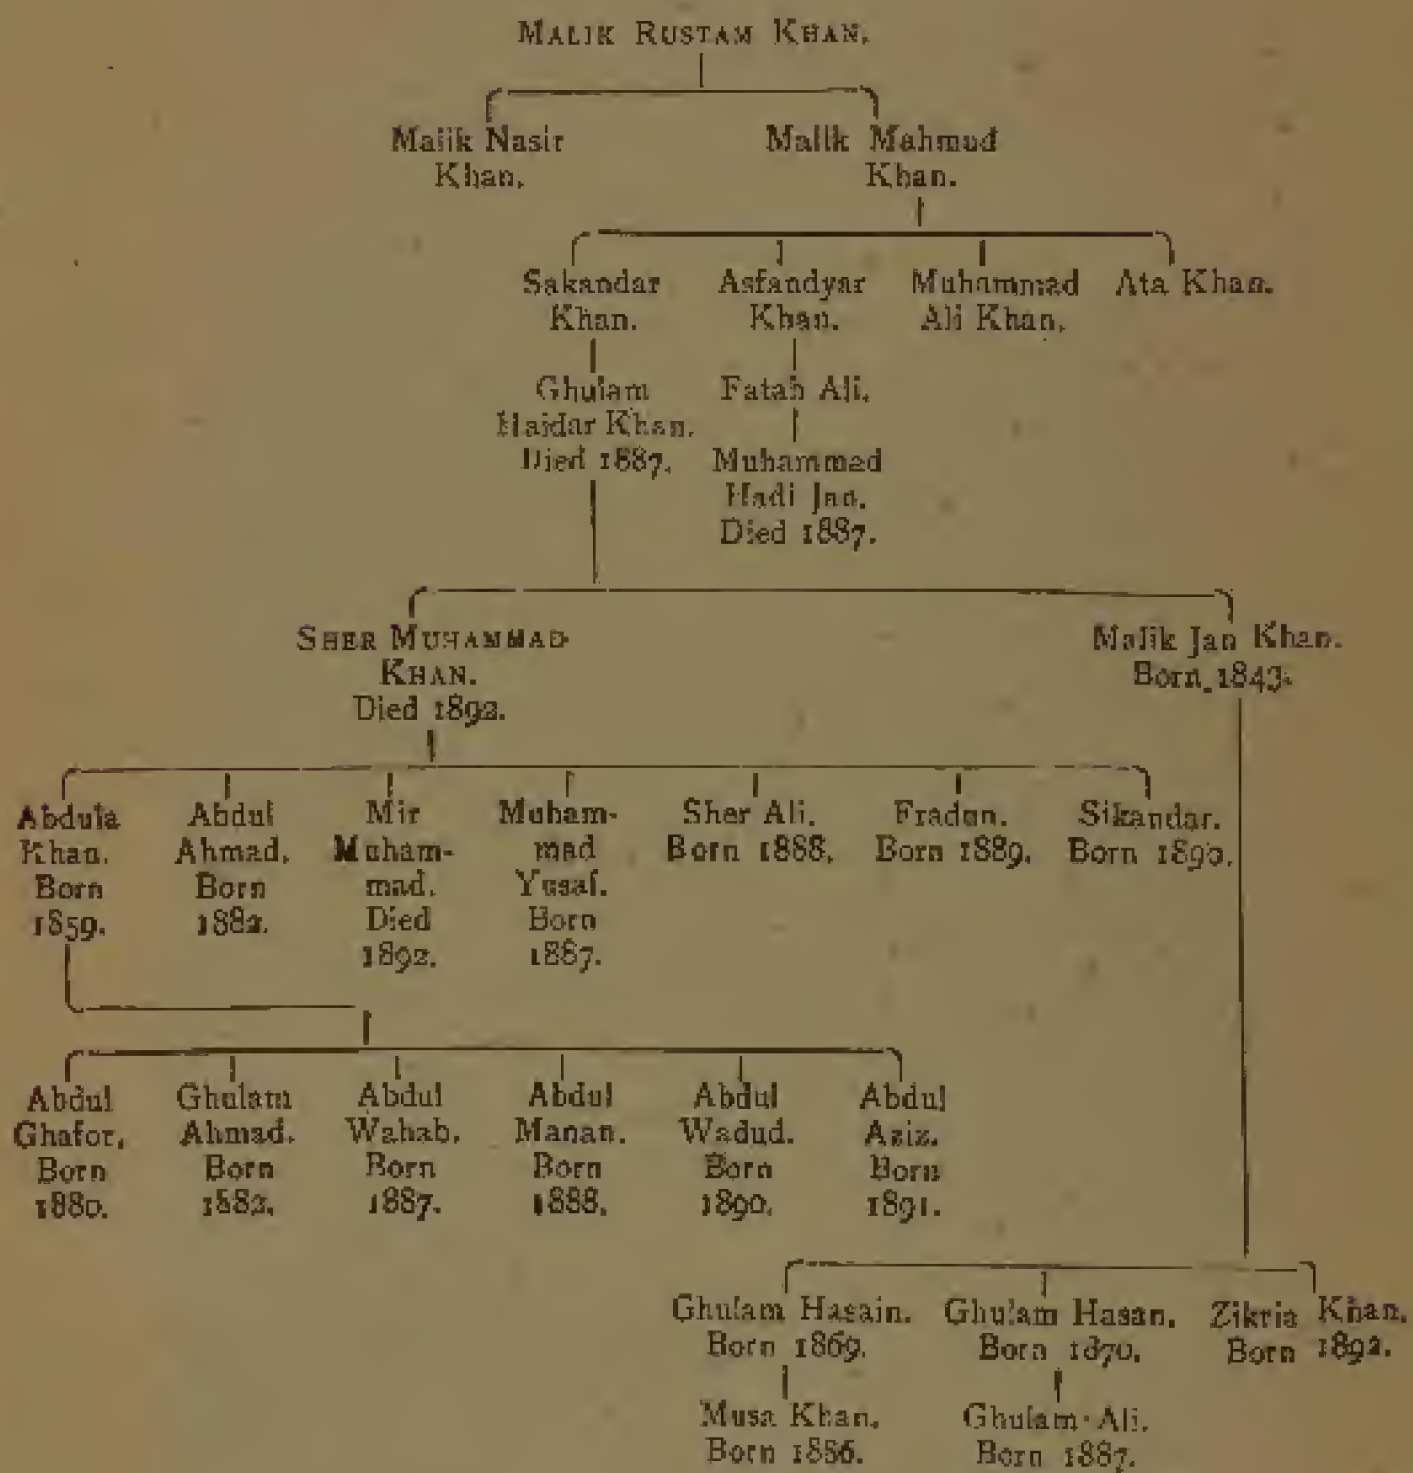 MALIK RUSTAM KHAN.
Malik Nasir
Khan.
Malik Mahmud
Khan.
Sakandar
Khan.
Asfandyar
Khan.
Muhammad
Ali Khan.
Ata Khan.
Ghulam
Haidar Khan.
Died 1887.
Fatah Ali.
Muhammad
Hadi Jan.
Died 1887.
SHER MUHAMMAD
KHAN.
Died 1892.
Malik Jan Khan.
Born 1843.
Abdula
Khan.
Born
1859.
Abdul
Ahmad.
Born
1882.
Mir
Muham-
mad.
Died
1892.
Muham-
mad
Yusaf.
Born
1887.
Sher Ali.
Born 1888.
Fradun.
Born 1889.
Sikandar.
Born 1890.
Abdul
Ghafor.
Born
1880.
Ghulam
Ahmad.
Born
1882.
Abdul
Wahab.
Born
1887.
Abdul
Manan.
Born
1888.
Abdul
Wadud.
Born
1890.
Abdul
Aziz.
Born
1891.
Ghulam Hasain.
Born 1869.
Ghulam Hasan.
Born 1870.
Zikria Khan.
Born 1892.
Musa Khan.
Born 1886.
Ghulam Ali.
Born 1887.